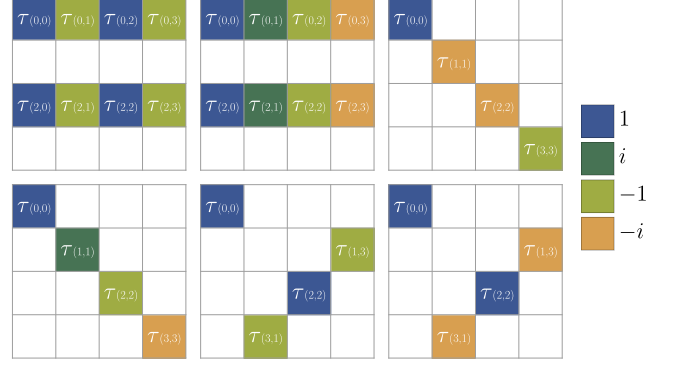 τ(0,0) τ(0,1) τ(0,2) τ(0,3)
τ(2,0) τ(2,1) τ(2,2) τ(2,3)
τ(0,0) τ(0,1) τ(0,2) τ(0,3)
τ(2,0) τ(2,1) τ(2,2) τ(2,3)
τ(0,0)
τ(1,1)
τ(2,2)
τ(3,3)
τ(0,0)
τ(1,1)
τ(2,2)
τ(3,3)
τ(0,0)
τ(1,3)
τ(2,2)
τ(3,1)
τ(0,0)
τ(1,3)
τ(2,2)
τ(3,1)
1
i
−1
−i